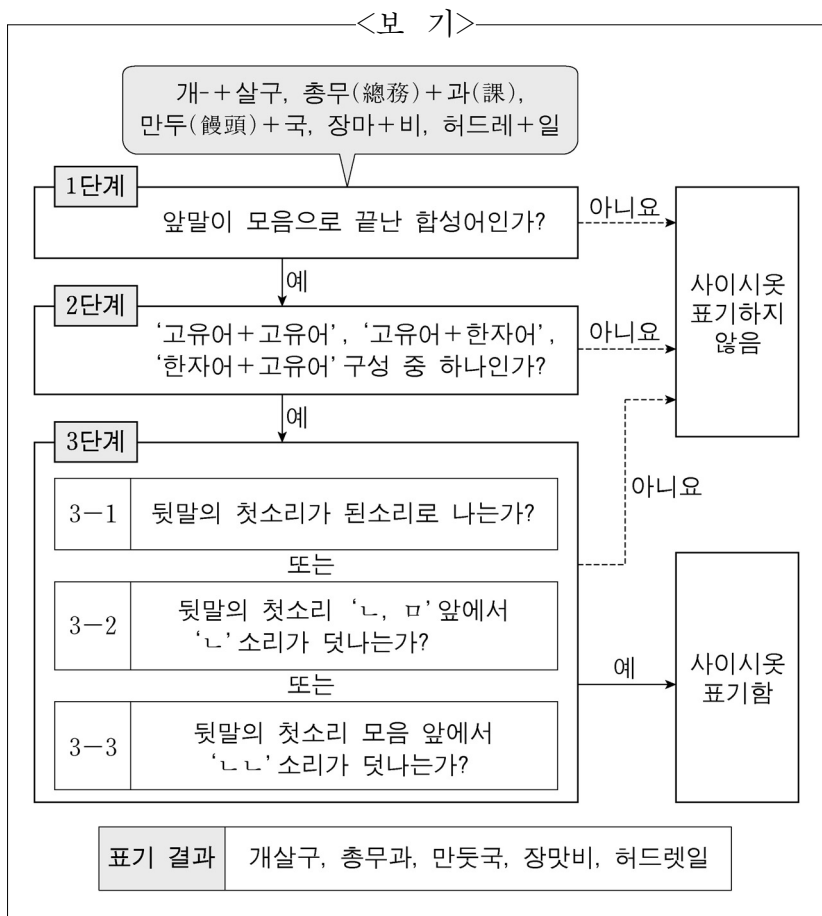 <보 기>
개-+살구, 총무(總務)+과(課),
만두(饅頭)+국, 장마+비, 허드레+일
1단계
앞말이 모음으로 끝난 합성어인가?
아니요
예
2단계
‘고유어+고유어’, ‘고유어+한자어’,
‘한자어+고유어’ 구성 중 하나인가?
아니요
사이시옷
표기하지
않음
예
3단계
3-1
뒷말의 첫소리가 된소리로 나는가?
또는
3-2
뒷말의 첫소리 ‘ㄴ, ㅁ’ 앞에서
‘ㄴ’ 소리가 덧나는가?
또는
3-3
뒷말의 첫소리 모음 앞에서
‘ㄴㄴ’ 소리가 덧나는가?
아니요
예
사이시옷
표기함
표기 결과
개살구, 총무과, 만둣국, 장맛비, 허드렛일